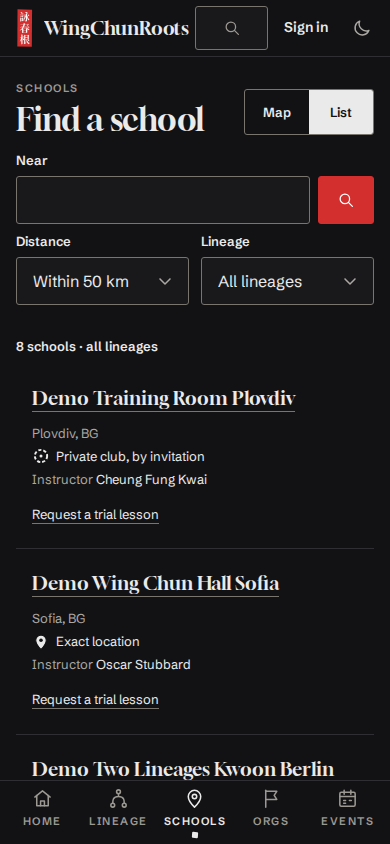 詠春根
WingChunRoots
Sign in
SCHOOLS
Find a school
Map
List
Near
Distance
Lineage
Within 50 km
All lineages
8 schools · all lineages
Demo Training Room Plovdiv
Plovdiv, BG
Private club, by invitation
Instructor Cheung Fung Kwai
Request a trial lesson
Demo Wing Chun Hall Sofia
Sofia, BG
Exact location
Instructor Oscar Stubbard
Request a trial lesson
Demo Two Lineages Kwoon Berlin
HOME
LINEAGE
SCHOOLS
ORGS
EVENTS